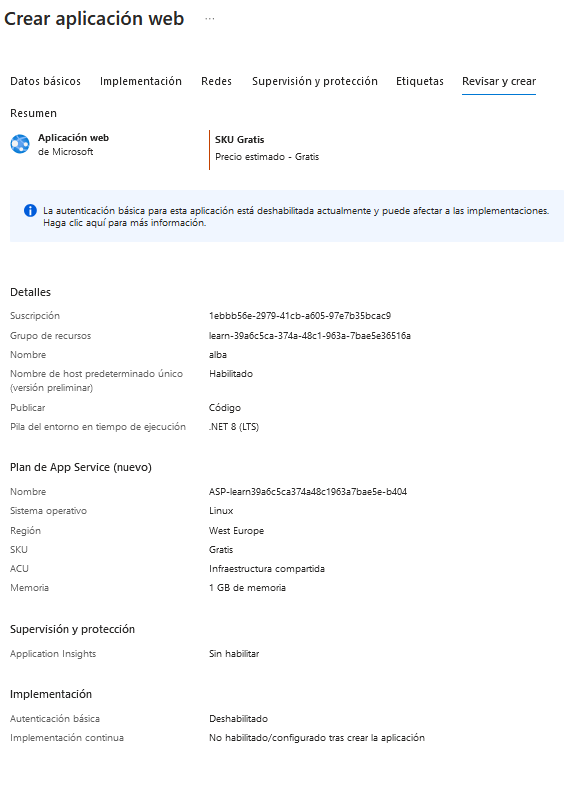 Crear aplicación web ...
Datos básicos Implementación Redes Supervisión y protección Etiquetas Revisar y crear
Resumen
Aplicación web
de Microsoft
SKU Gratis
Precio estimado - Gratis
La autenticación básica para esta aplicación está deshabilitada actualmente y puede afectar a las implementaciones.
Haga clic aquí para más información.
Detalles
Suscripción 1ebbb56e-2979-41cb-a605-97e7b35bcac9
Grupo de recursos learn-39a6c5ca-374a-48c1-963a-7bae5e36516a
Nombre alba
Nombre de host predeterminado único Habilitado
(versión preliminar)
Publicar Código
Pila del entorno en tiempo de ejecución .NET 8 (LTS)
Plan de App Service (nuevo)
Nombre ASP-learn39a6c5ca374a48c1963a7bae5e-b404
Sistema operativo Linux
Región West Europe
SKU Gratis
ACU Infraestructura compartida
Memoria 1 GB de memoria
Supervisión y protección
Application Insights Sin habilitar
Implementación
Autenticación básica Deshabilitado
Implementación continua No habilitado/configurado tras crear la aplicación